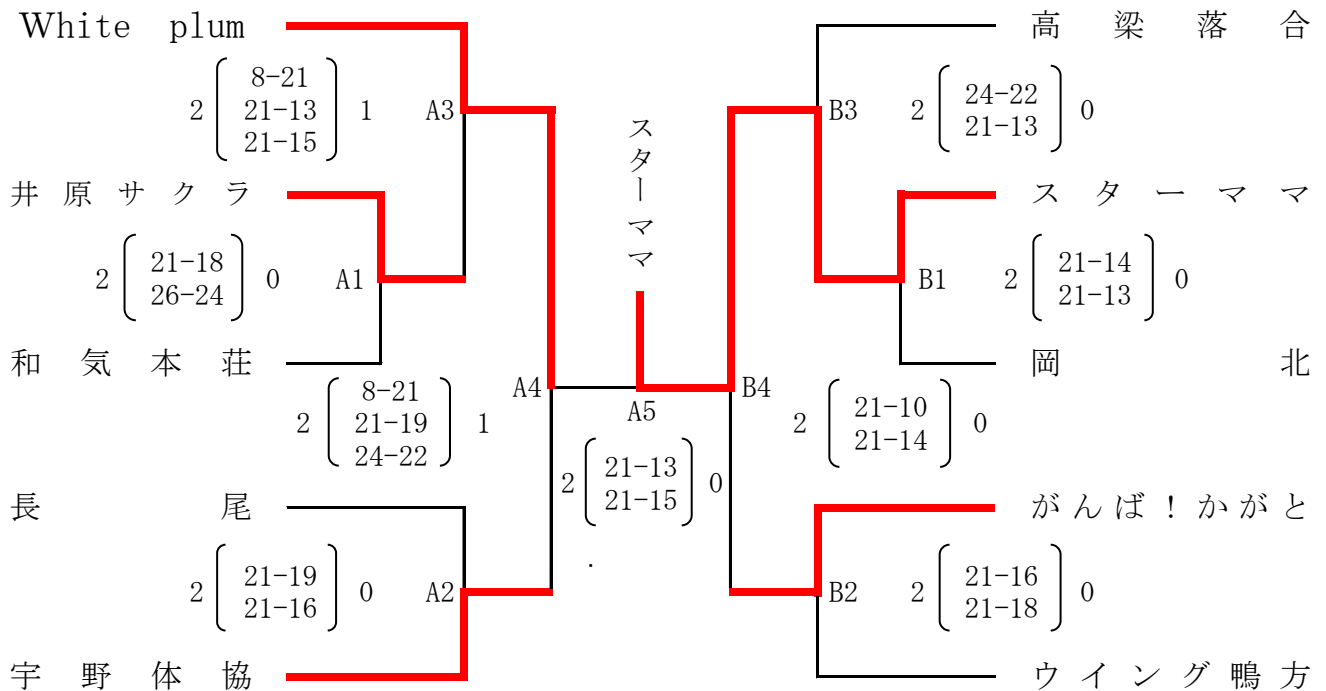 White plum
高梁落合
2 8-21 21-13 21-15 1
A3
B3
2 24-22 21-13 0
スターママ
井原サクラ
スターママ
2 21-18 26-24 0
A1
B1
2 21-14 21-13 0
和気本荘
岡北
2 8-21 21-19 24-22 1
A4
A5
B4
2 21-10 21-14 0
2 21-13 21-15 0
.
長尾
がんば！かがと
2 21-19 21-16 0
A2
B2
2 21-16 21-18 0
宇野体協
ウイング鴨方